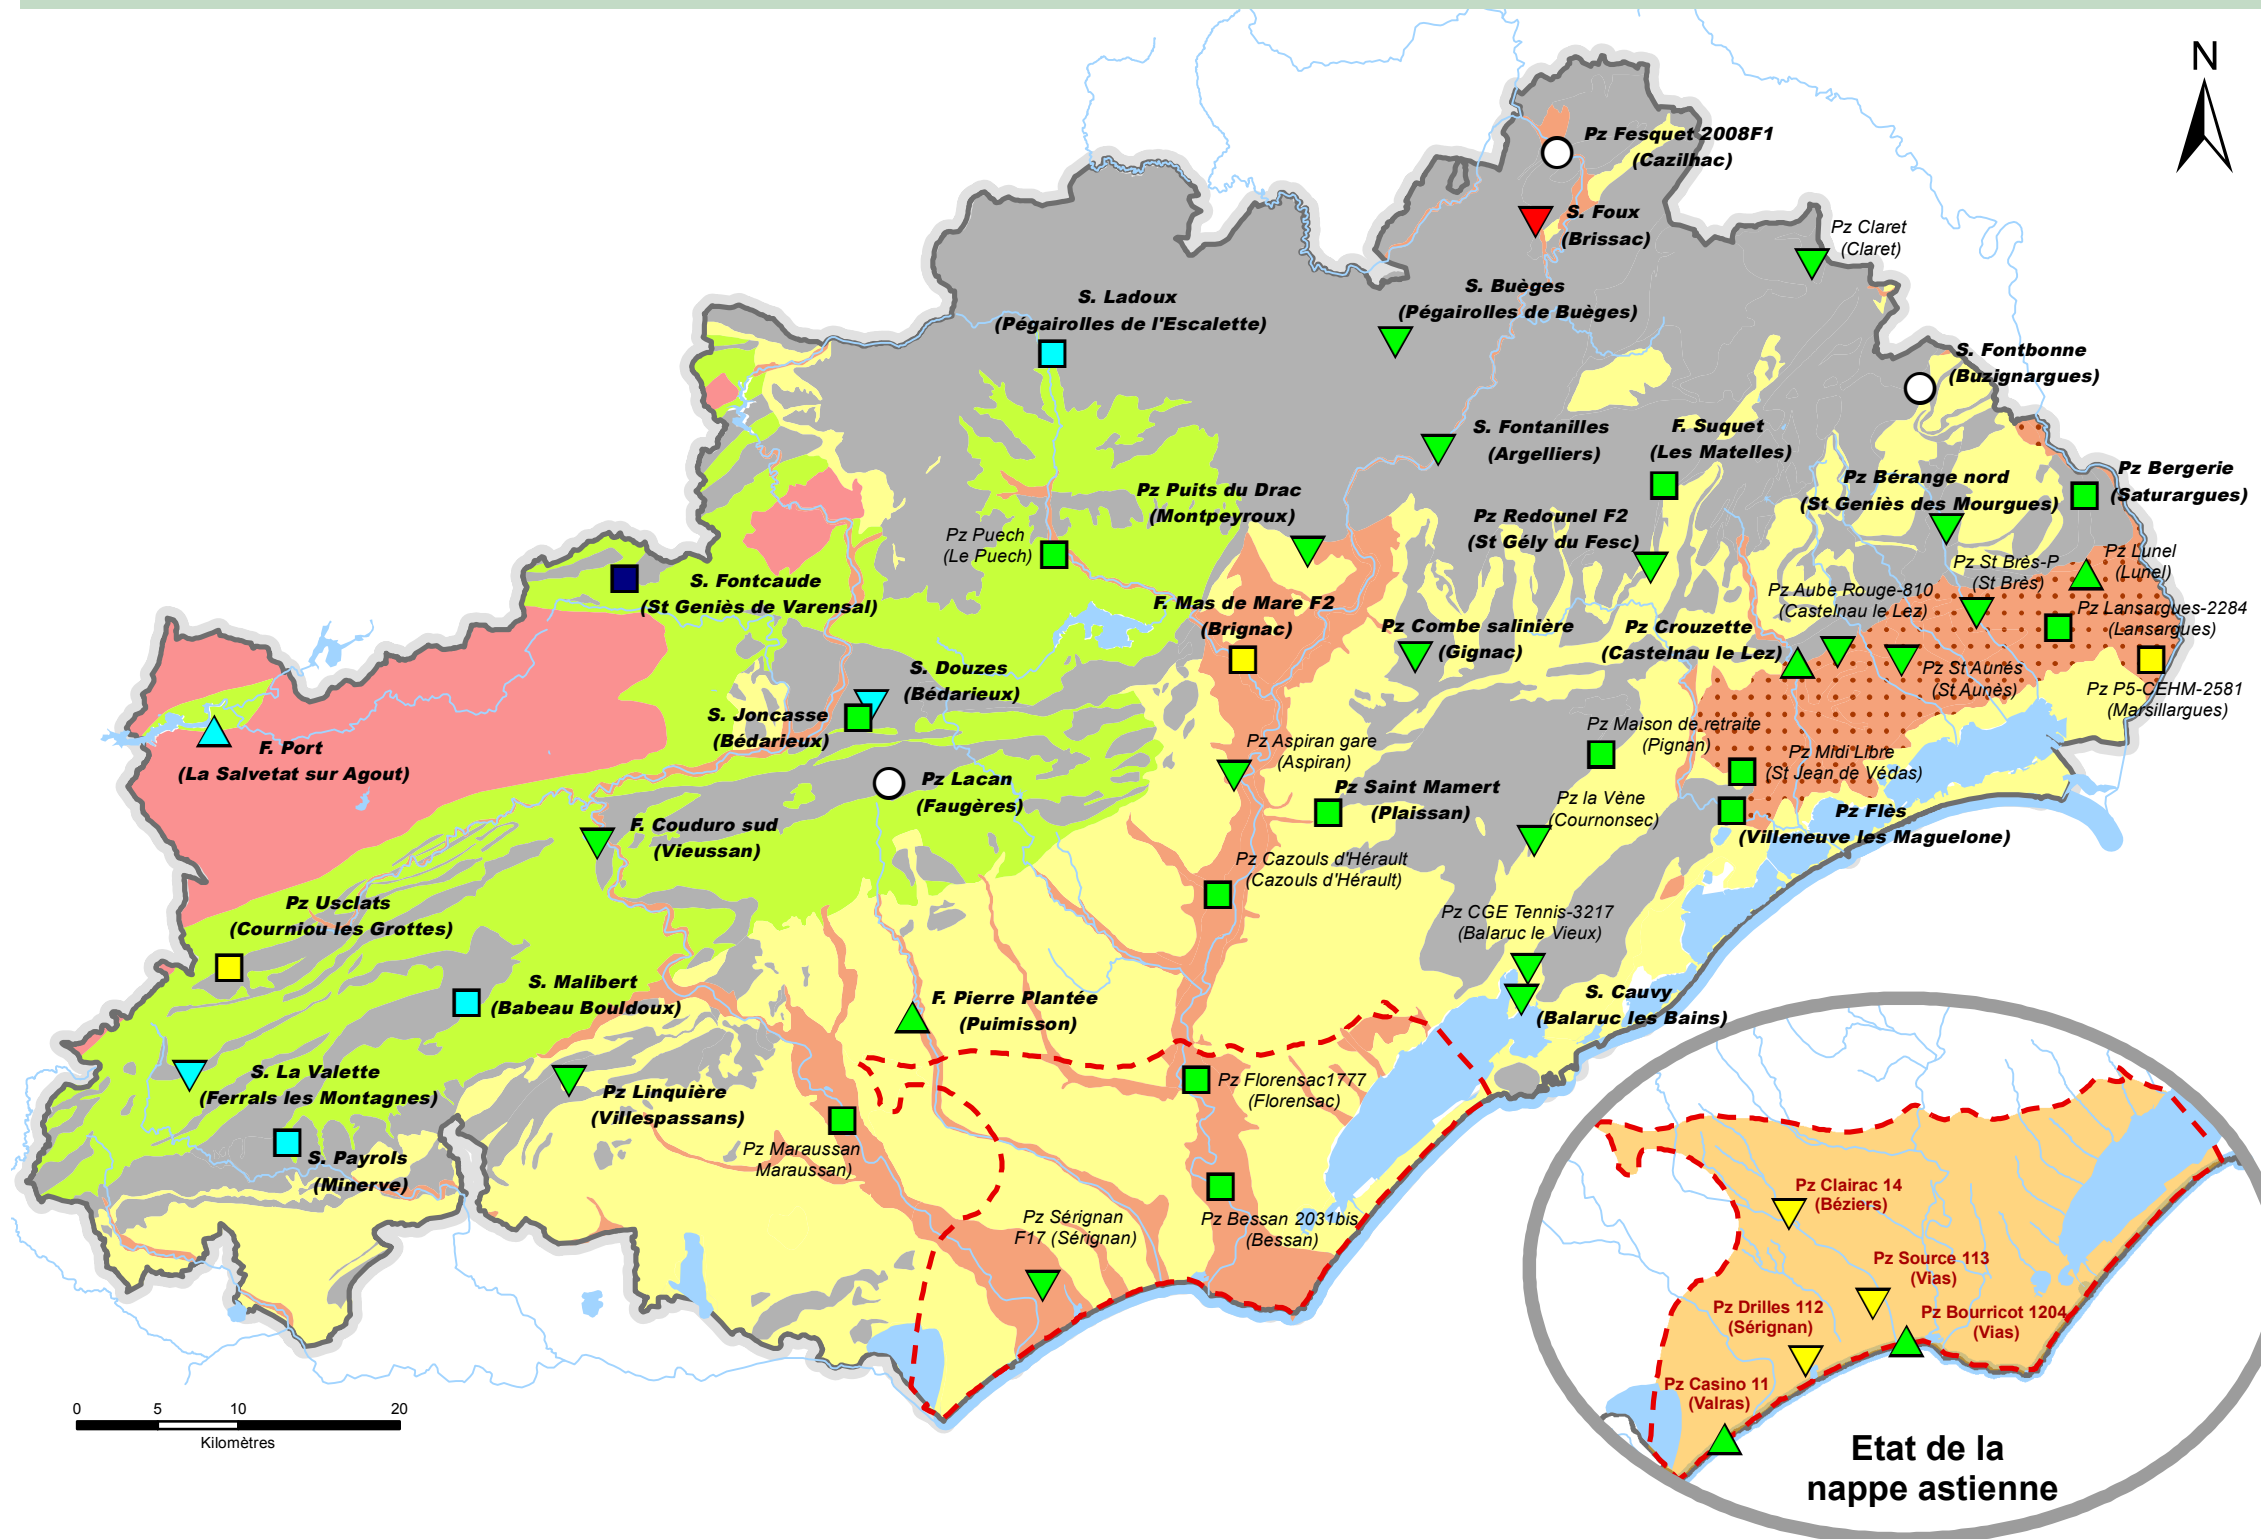 N
Pz Fesquet 2008F1
(Cazilhac)
S. Foux
(Brissac)
Pz Claret
(Claret)
S. Buèges
(Pégairolles de Buèges)
S. Ladoux
(Pégairolles de l'Escalette)
S. Fontbonne
(Buzignargues)
S. Fontanilles
(Argelliers)
F. Suquet
(Les Matelles)
Pz Bérange nord
(St Geniès des Mourgues)
Pz Bergerie
(Saturargues)
Pz Puits du Drac
(Montpeyroux)
Pz Redounel F2
(St Gély du Fesc)
Pz Puech
(Le Puech)
Pz St Brès-P
(St Brès)
Pz Lunel
(Lunel)
S. Fontcaude
(St Geniès de Varensal)
F. Mas de Mare F2
(Brignac)
Pz Aube Rouge-810
(Castelnau le Lez)
Pz Lansargues-2284
(Lansargues)
Pz Combe salinière
(Gignac)
Pz Crouzette
(Castelnau le Lez)
S. Douzes
(Bédarieux)
Pz St Aunés
(St Aunès)
Pz P5-CEHM-2581
(Marsillargues)
S. Joncasse
(Bédarieux)
F. Port
(La Salvetat sur Agout)
Pz Aspiran gare
(Aspiran)
Pz Maison de retraite
(Pignan)
Pz Midi Libre
(St Jean de Védas)
Pz Lacan
(Faugères)
Pz Saint Mamert
(Plaissan)
Pz la Vène
(Cournonsec)
Pz Flès
(Villeneuve les Maguelone)
F. Couduro sud
(Vieussan)
Pz Cazouls d'Hérault
(Cazouls d'Hérault)
Pz Usclats
(Courniou les Grottes)
Pz CGE Tennis-3217
(Balaruc le Vieux)
S. Malibert
(Babeau Bouldoux)
F. Pierre Plantée
(Puimisson)
S. Cauvy
(Balaruc les Bains)
S. La Valette
(Ferrals les Montagnes)
Pz Linquière
(Villespassans)
Pz Florensac1777
(Florensac)
Pz Maraussan
Maraussan)
S. Payrols
(Minerve)
Pz Sérignan
F17 (Sérignan)
Pz Bessan 2031bis
(Bessan)
Pz Clairac 14
(Béziers)
Pz Source 113
(Vias)
Pz Drilles 112
(Sérignan)
Pz Bourricot 1204
(Vias)
Pz Casino 11
(Valras)
0 5 10 20
Kilomètres
Etat de la
nappe astienne